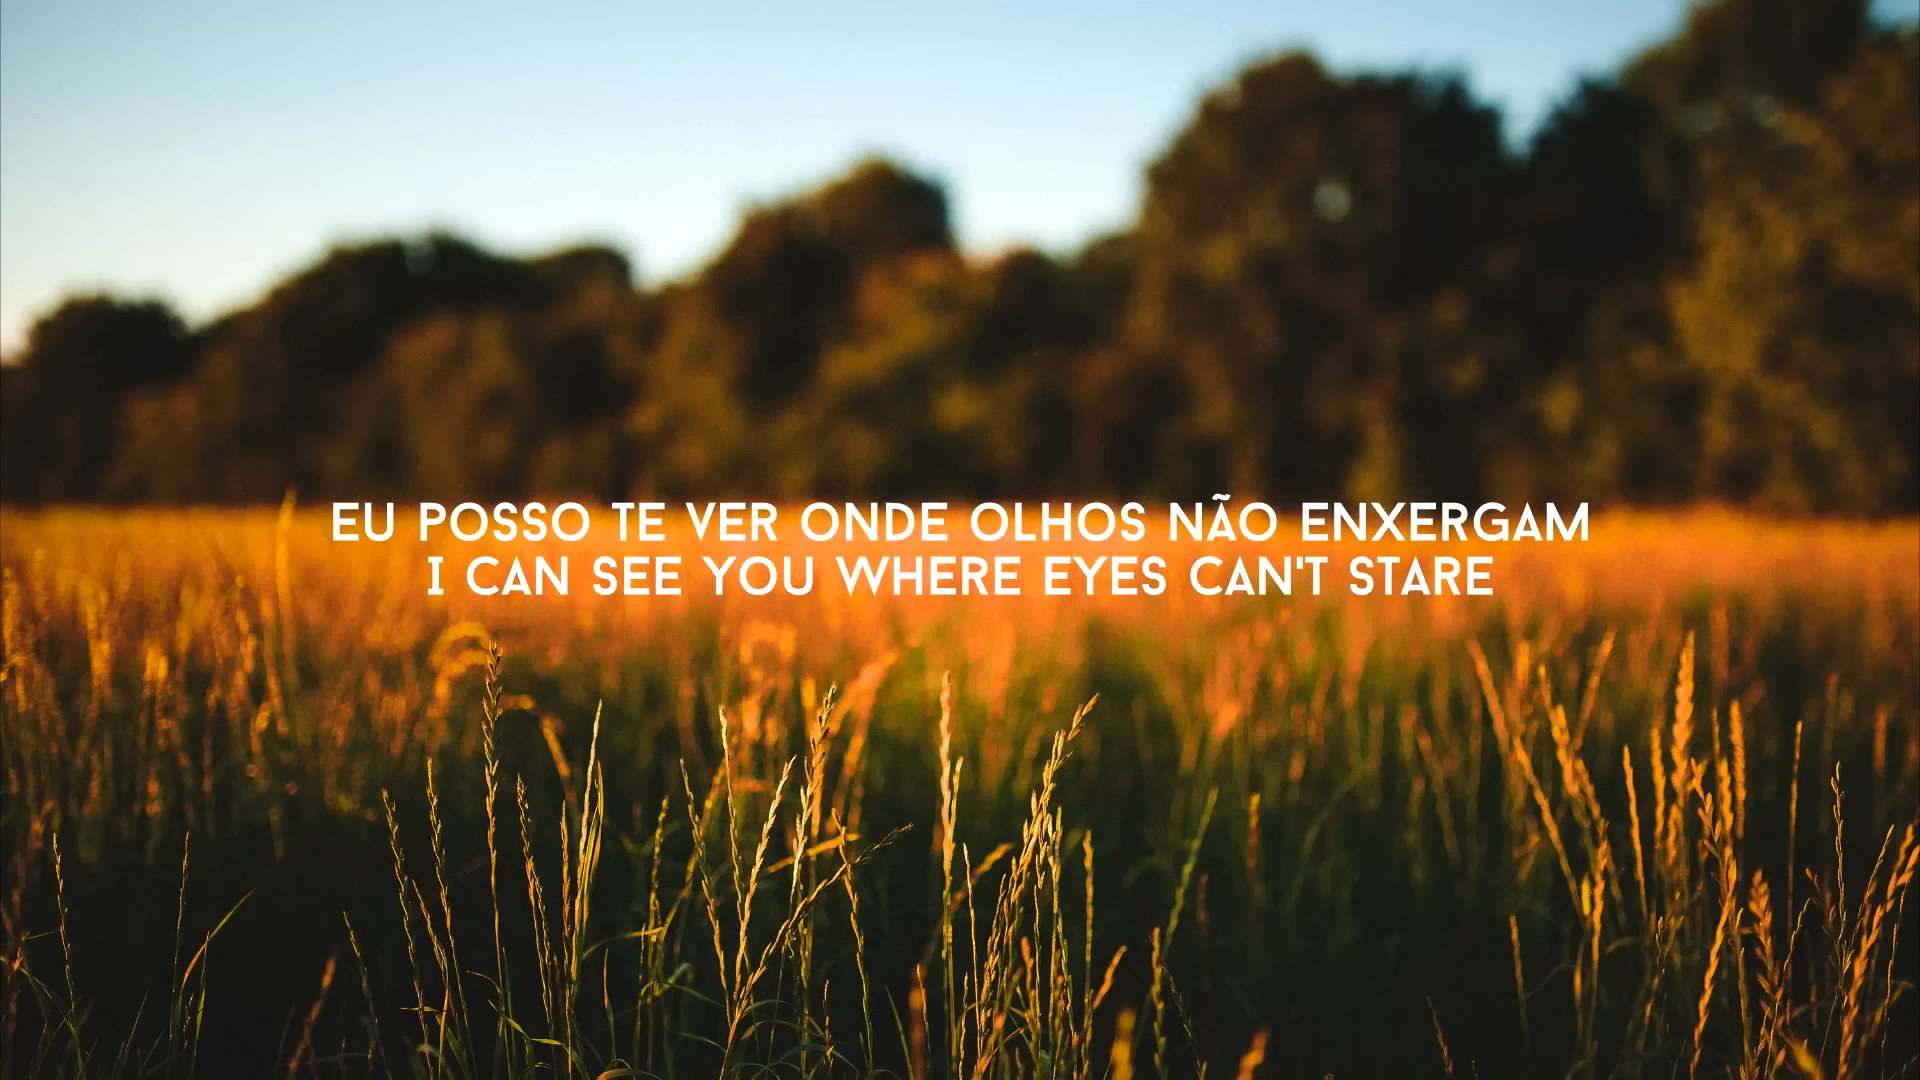 EU POSSO TE VER ONDE OLHOS NÃO ENXERGAM
I CAN SEE YOU WHERE EYES CAN'T STARE